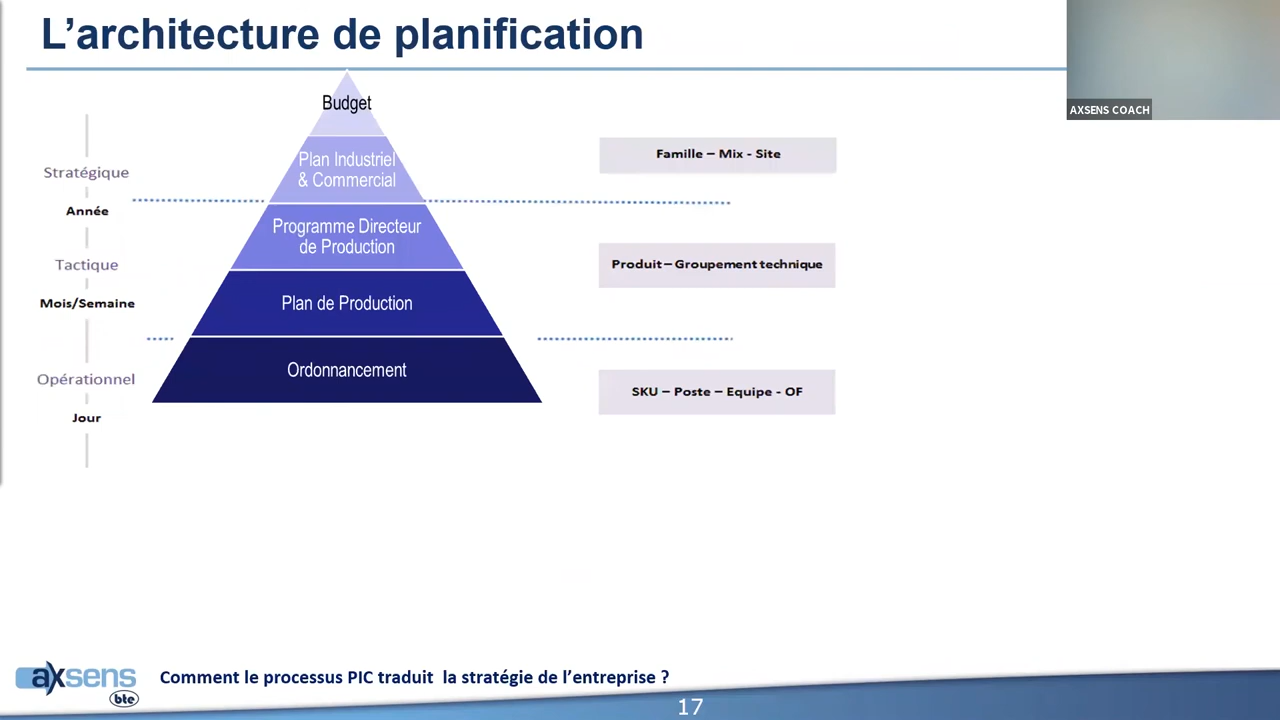 L’architecture de planification
AXSENS COACH
Budget
Plan Industriel
& Commercial
Programme Directeur
de Production
Plan de Production
Ordonnancement
Stratégique
Année
Tactique
Mois/Semaine
Opérationnel
Jour
Famille – Mix - Site
Produit – Groupement technique
SKU – Poste – Equipe - OF
axsens
bte
Comment le processus PIC traduit la stratégie de l’entreprise ?
17